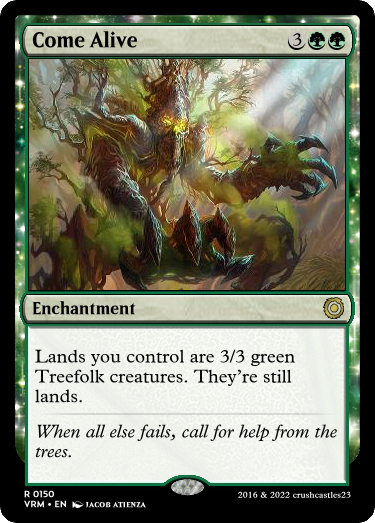 Come Alive 3
Enchantment
Lands you control are 3/3 green
Treefolk creatures. They're still
lands.
When all else fails, call for help from the
trees.
R 0150
VRM • EN JACOB ATIENZA
2016 & 2022 crushcastles23